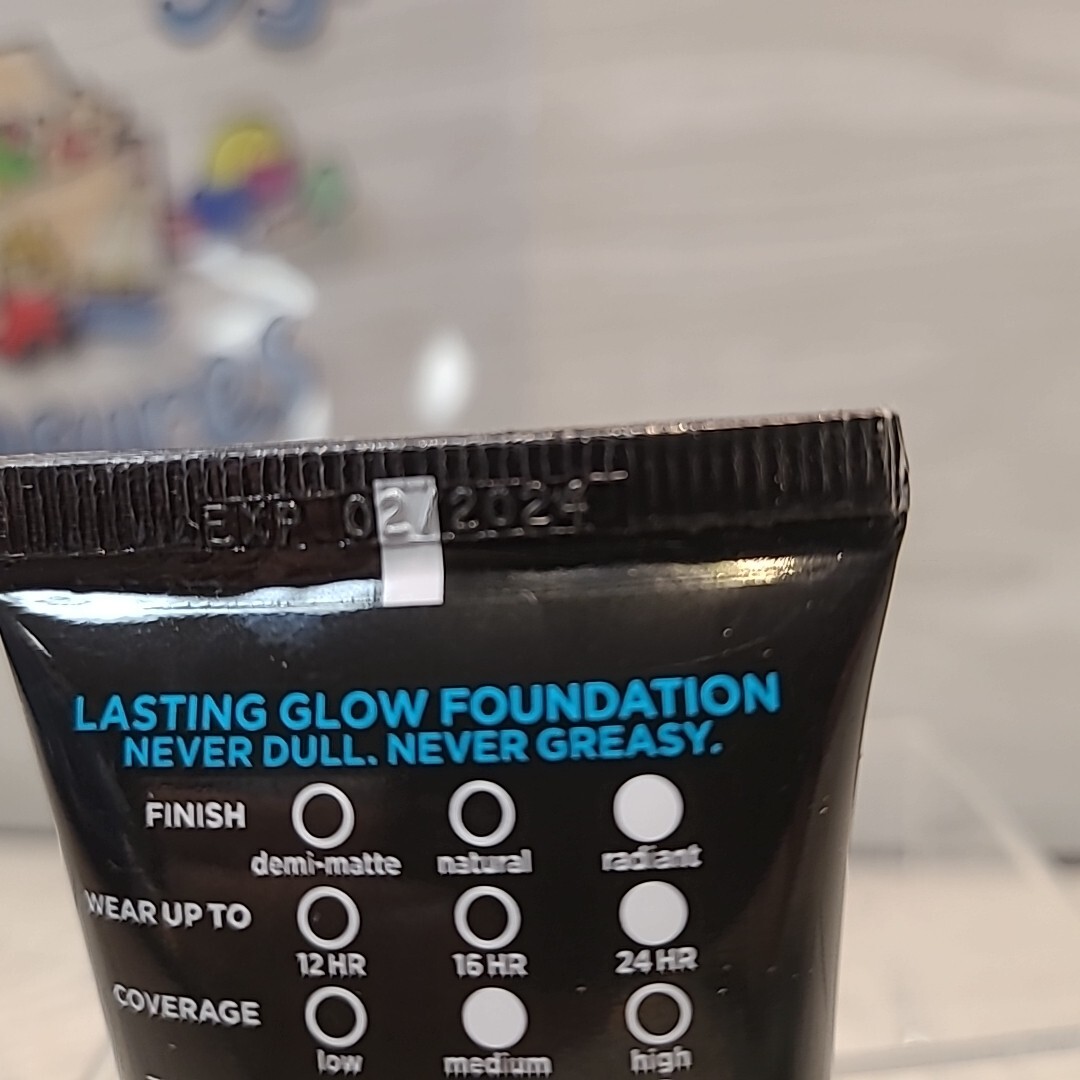 EXP 02/2024
LASTING GLOW FOUNDATION
NEVER DULL. NEVER GREASY.
FINISH
demi-matte natural radiant
WEAR UP TO
12 HR 16 HR 24 HR
COVERAGE
low medium high